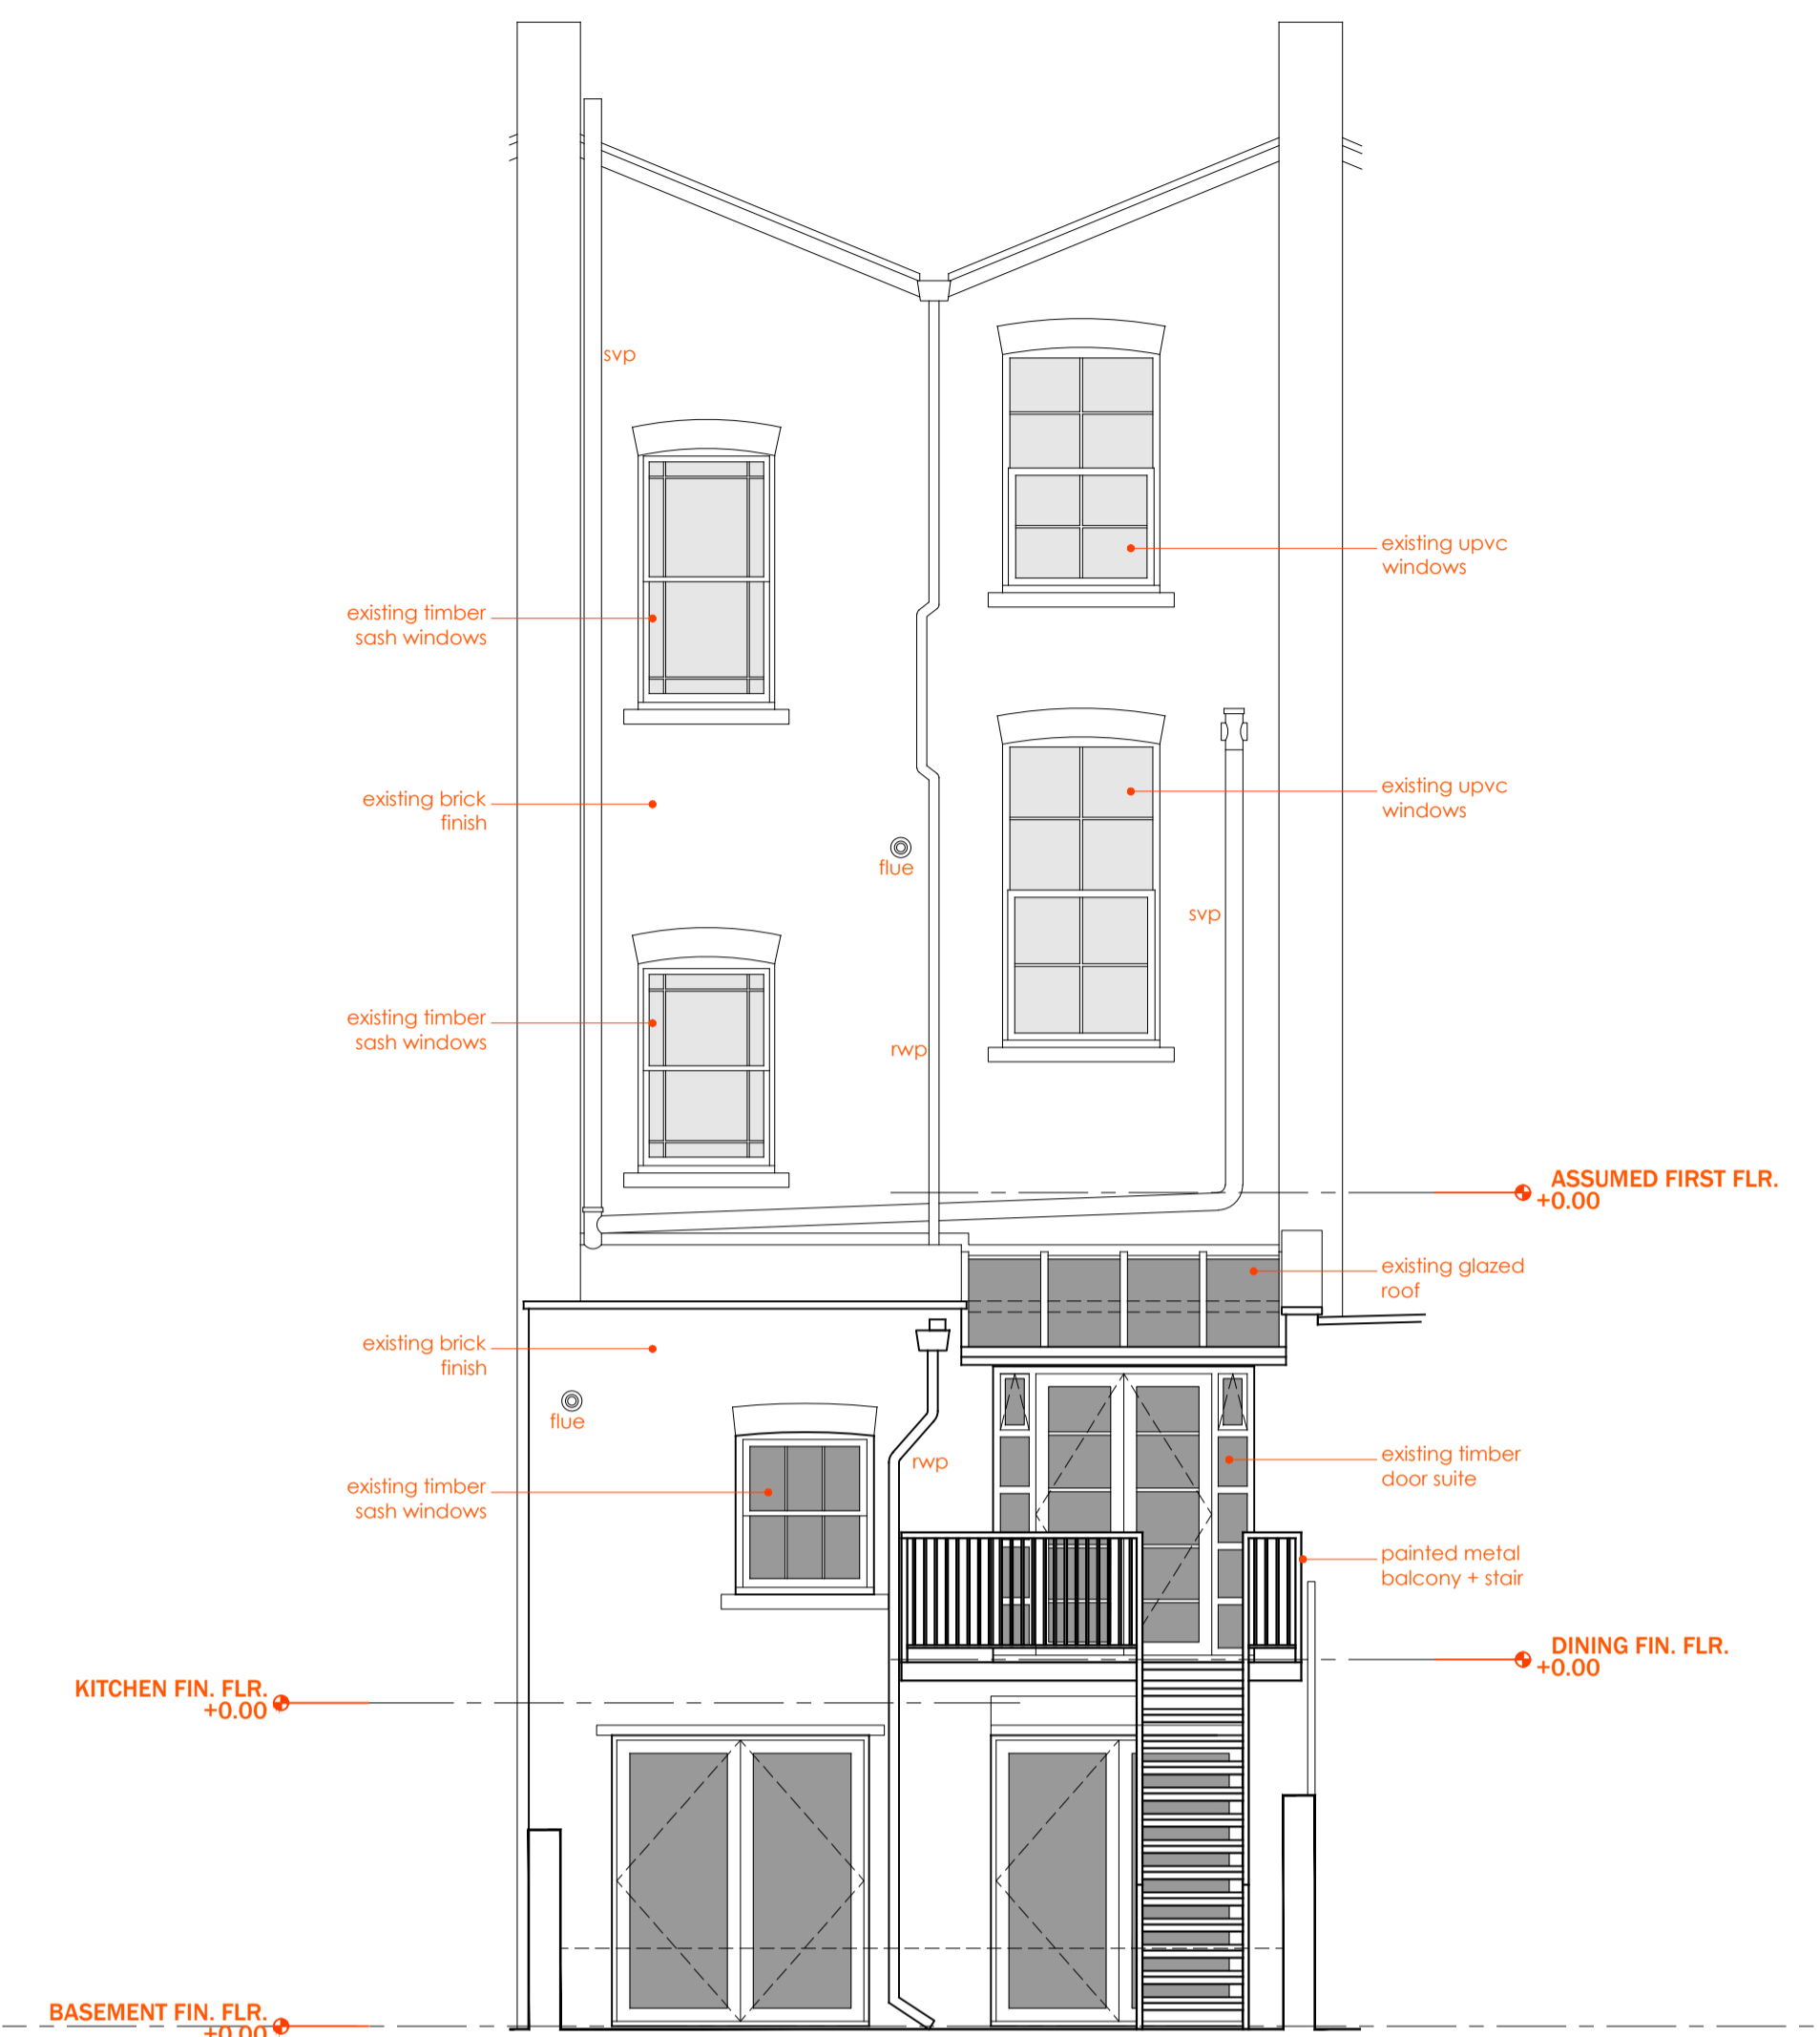 svp
existing upvc
windows
existing timber
sash windows
existing upvc
windows
existing brick
finish
flue
svp
existing timber
sash windows
rwp
ASSUMED FIRST FLR.
+0.00
existing glazed
roof
existing brick
finish
flue
rwp
existing timber
door suite
existing timber
sash windows
painted metal
balcony + stair
DINING FIN. FLR.
+0.00
KITCHEN FIN. FLR.
+0.00
BASEMENT FIN. FLR.
+0.00